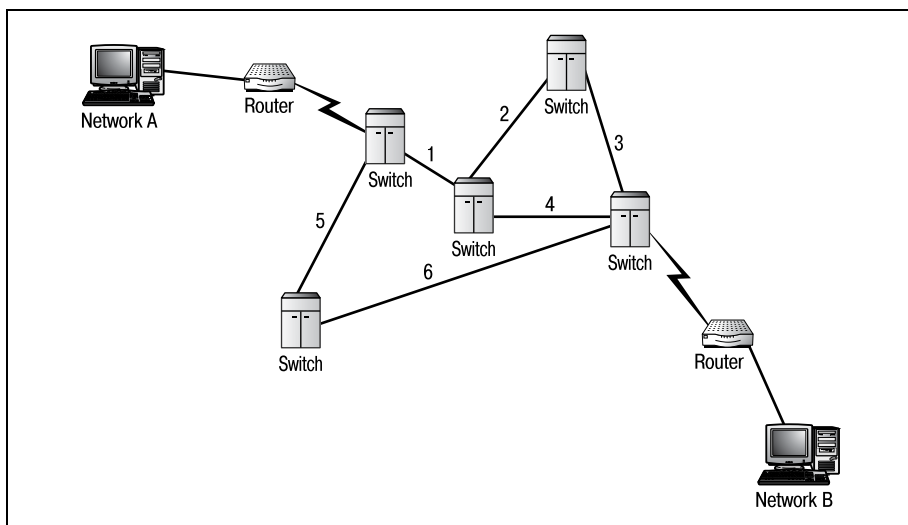 Network A
Router
Switch
1
2
Switch
3
Switch
4
Switch
5
6
Switch
Router
Network B